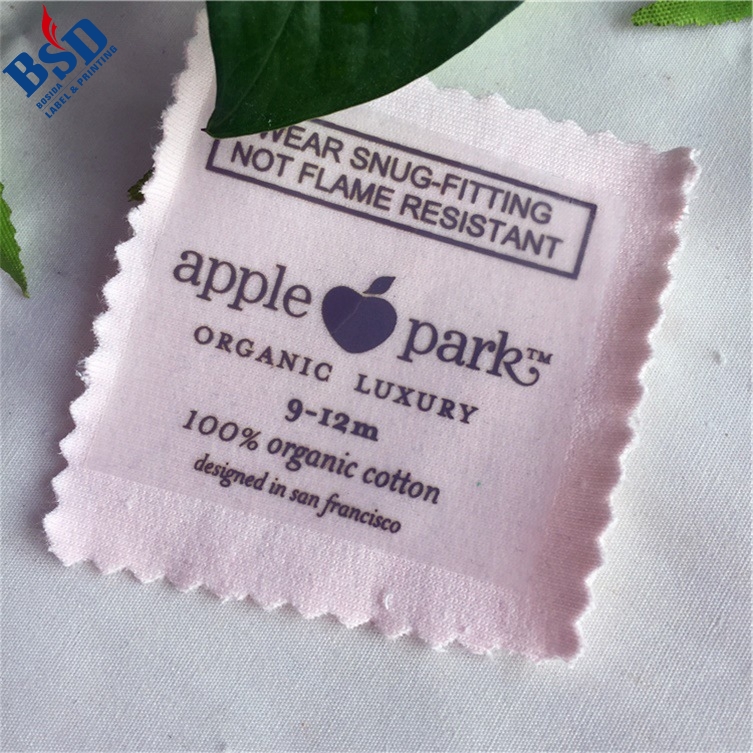 BSD
BOSIDA
LABEL & PRINTING
WEAR SNUG-FITTING
NOT FLAME RESISTANT
apple park™
ORGANIC LUXURY
9-12m
100% organic cotton
designed in san francisco